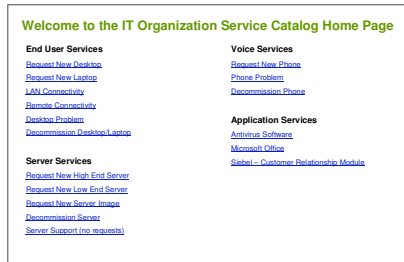 Welcome to the IT Organization Service Catalog Home Page
End User Services
Request New Desktop
Request New Laptop
LAN Connectivity
Remote Connectivity
Desktop Problem
Decommission Desktop/Laptop
Server Services
Request New High End Server
Request New Low End Server
Request New Server Image
Decommission Server
Server Support (no requests)
Voice Services
Request New Phone
Phone Problem
Decommission Phone
Application Services
Antivirus Software
Microsoft Office
Siebel – Customer Relationship Module